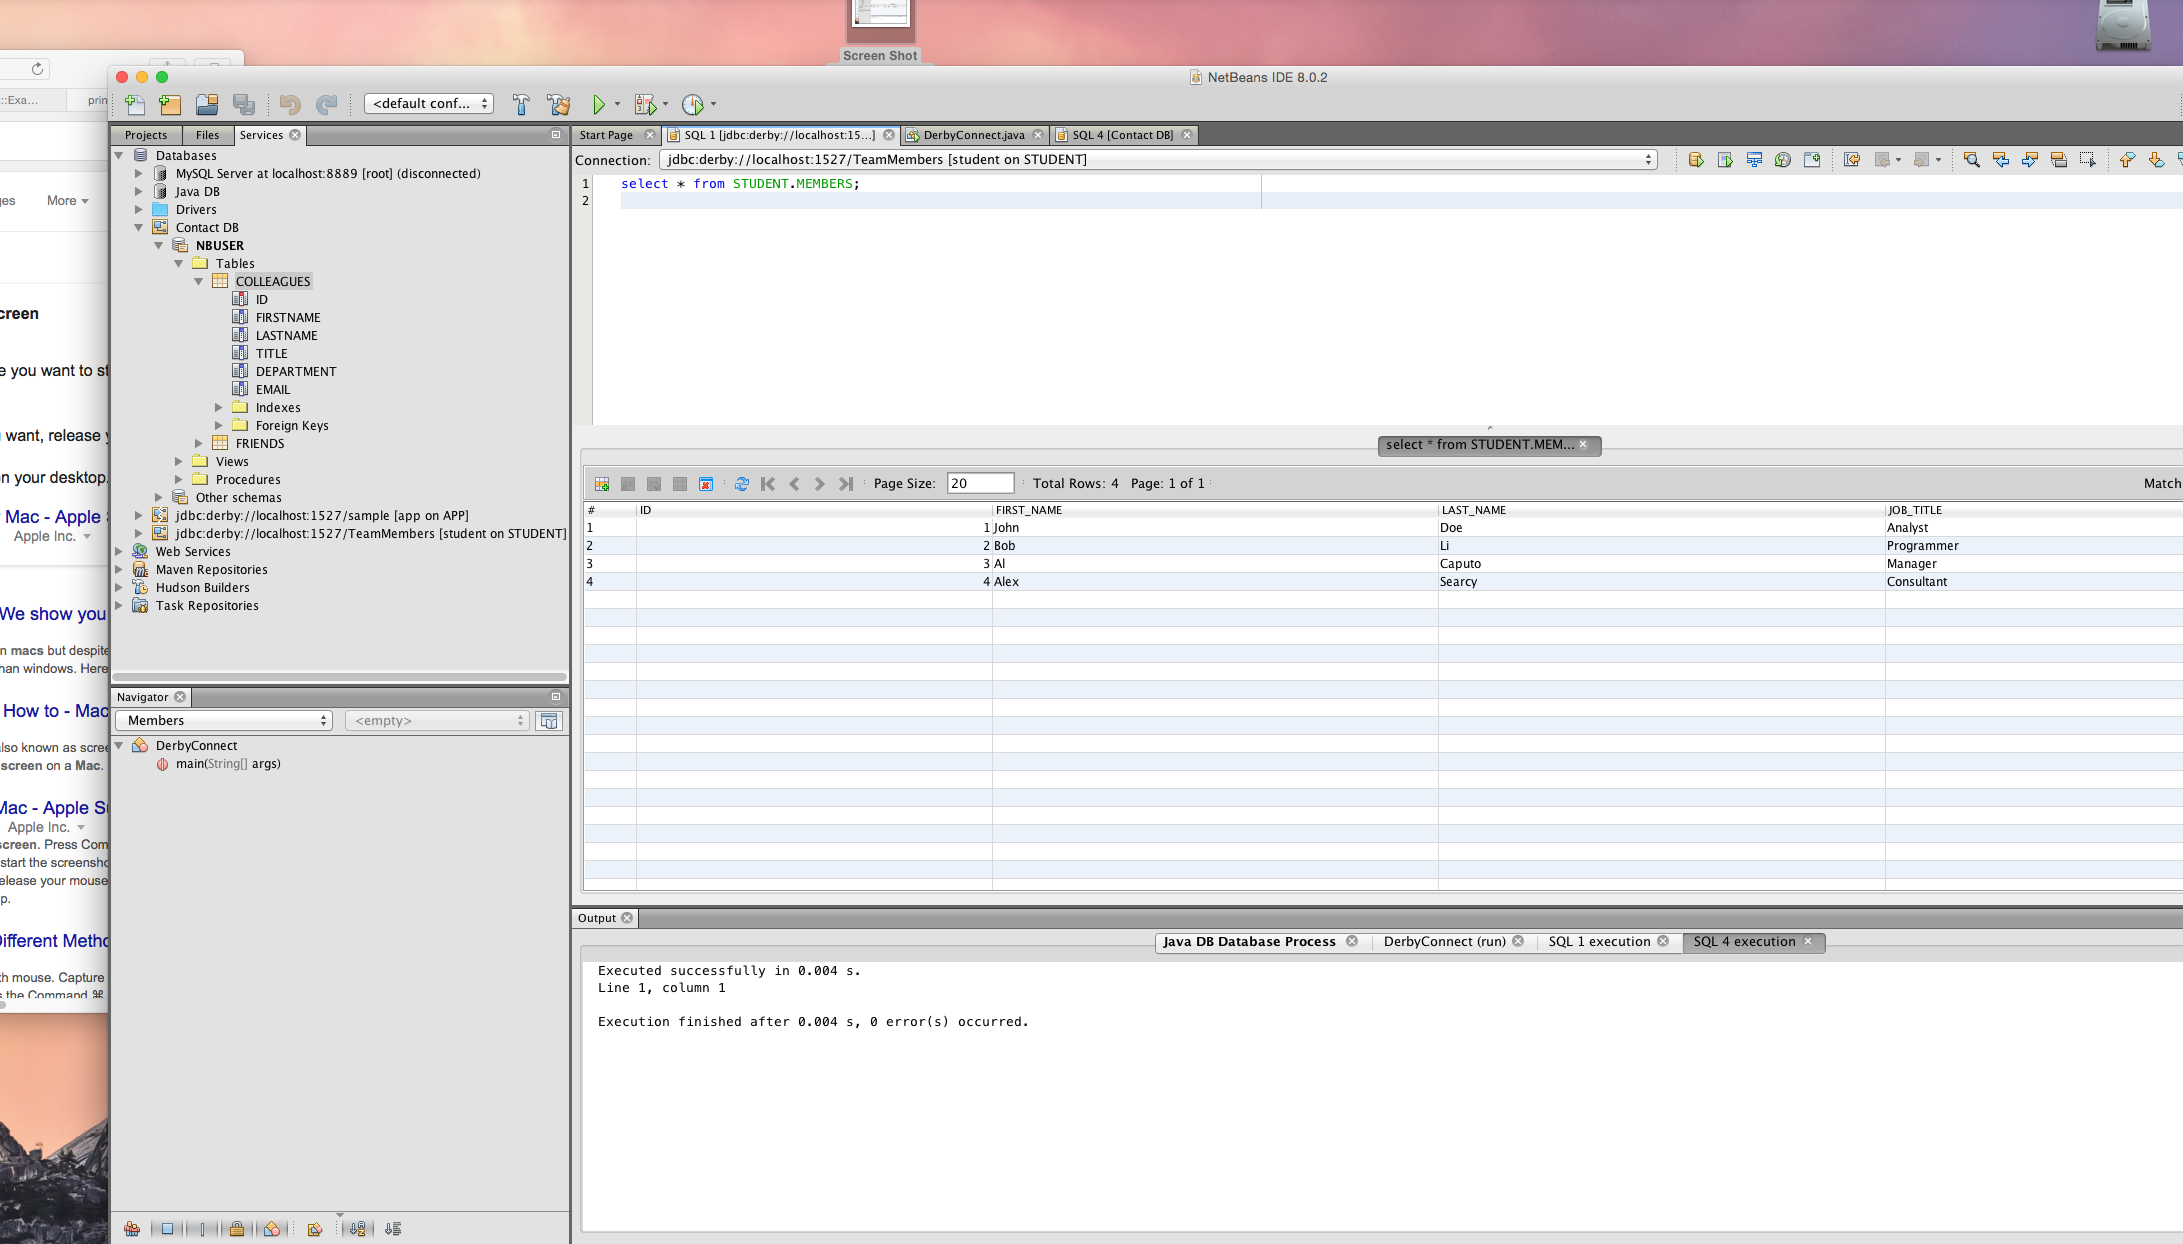 Screen Shot
NetBeans IDE 8.0.2
::Exa...
prin
ges
More
creen
e you want to st
want, release y
n your desktop.
Mac - Apple S
Apple Inc.
We show you
n macs but despite
han windows. Here
How to - Mac
also known as scree
screen on a Mac.
Mac - Apple Su
Apple Inc.
screen. Press Com
start the screensho
elease your mouse
p.
Different Metho
th mouse. Capture
s the Command ⌘
<default conf...
Projects
Files
Services
Databases
MySQL Server at localhost:8889 [root] (disconnected)
Java DB
Drivers
Contact DB
NBUSER
Tables
COLLEAGUES
ID
FIRSTNAME
LASTNAME
TITLE
DEPARTMENT
EMAIL
Indexes
Foreign Keys
FRIENDS
Views
Procedures
Other schemas
jdbc:derby://localhost:1527/sample [app on APP]
jdbc:derby://localhost:1527/TeamMembers [student on STUDENT]
Web Services
Maven Repositories
Hudson Builders
Task Repositories
Navigator
Members
<empty>
DerbyConnect
main(String[] args)
Start Page
SQL 1 [jdbc:derby://localhost:15...]
DerbyConnect.java
SQL 4 [Contact DB]
Connection: jdbc:derby://localhost:1527/TeamMembers [student on STUDENT]
1 select * from STUDENT.MEMBERS;
2
select * from STUDENT.MEM...
Page Size: 20 Total Rows: 4 Page: 1 of 1 Match
# ID FIRST_NAME LAST_NAME JOB_TITLE
1 1 John Doe Analyst
2 2 Bob Li Programmer
3 3 Al Caputo Manager
4 4 Alex Searcy Consultant
Output
Java DB Database Process
DerbyConnect (run)
SQL 1 execution
SQL 4 execution
Executed successfully in 0.004 s.
Line 1, column 1
Execution finished after 0.004 s, 0 error(s) occurred.